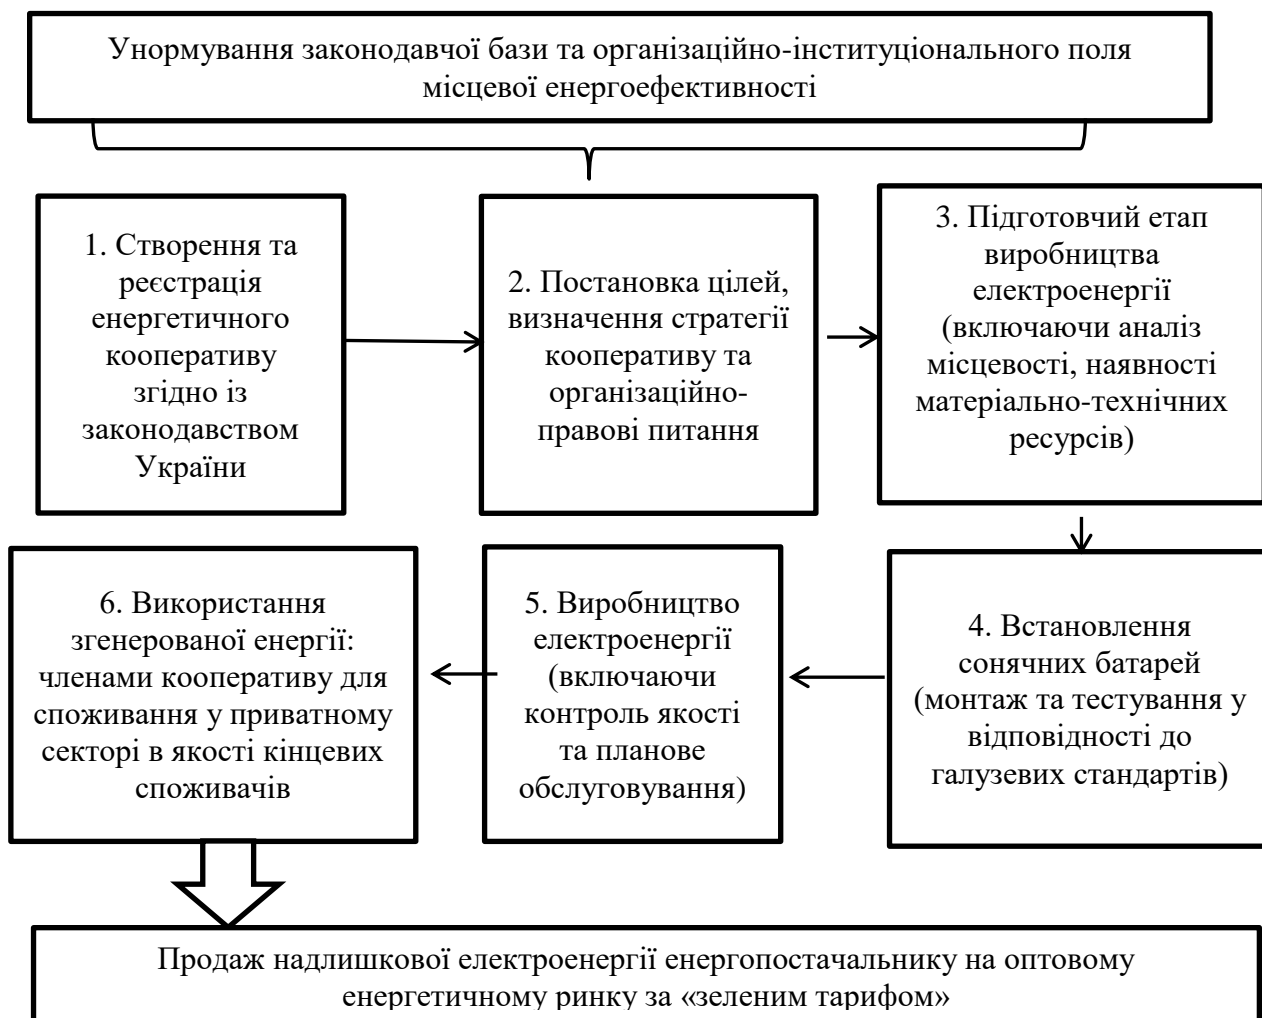 Унормування законодавчої бази та організаційно-інституціонального поля
місцевої енергоефективності
1. Створення та
реєстрація
енергетичного
кооперативу
згідно із
законодавством
України
2. Постановка цілей,
визначення стратегії
кооперативу та
організаційно-
правові питання
3. Підготовчий етап
виробництва
електроенергії
(включаючи аналіз
місцевості, наявності
матеріально-технічних
ресурсів)
4. Встановлення
сонячних батарей
(монтаж та тестування у
відповідності до
галузевих стандартів)
5. Виробництво
електроенергії
(включаючи
контроль якості
та планове
обслуговування)
6. Використання
згенерованої енергії:
членами кооперативу для
споживання у приватному
секторі в якості кінцевих
споживачів
Продаж надлишкової електроенергії енергопостачальнику на оптовому
енергетичному ринку за «зеленим тарифом»